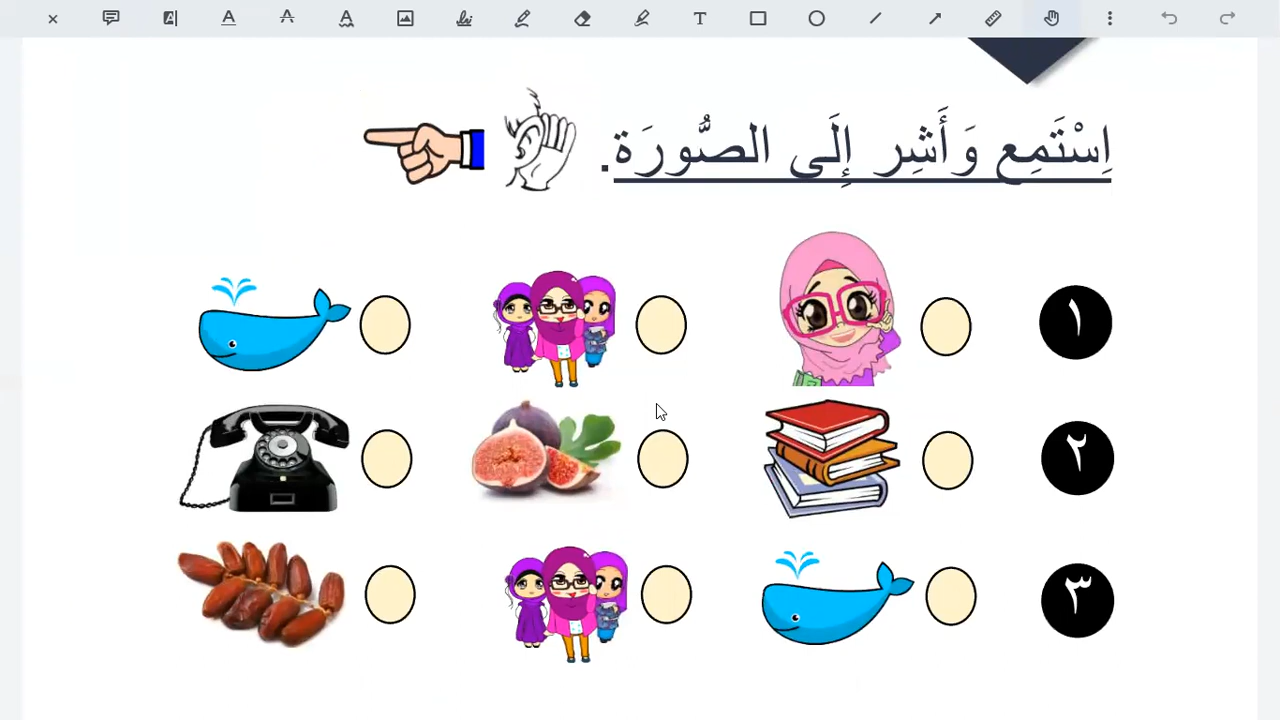 اِسْتَمِع وَأَشِر إِلَى الصُّورَة.
١
٢
٣